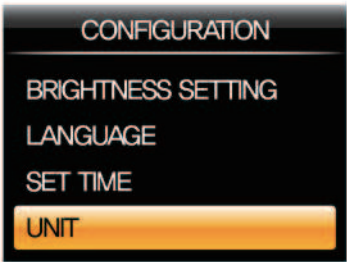 CONFIGURATION
BRIGHTNESS SETTING
LANGUAGE
SET TIME
UNIT